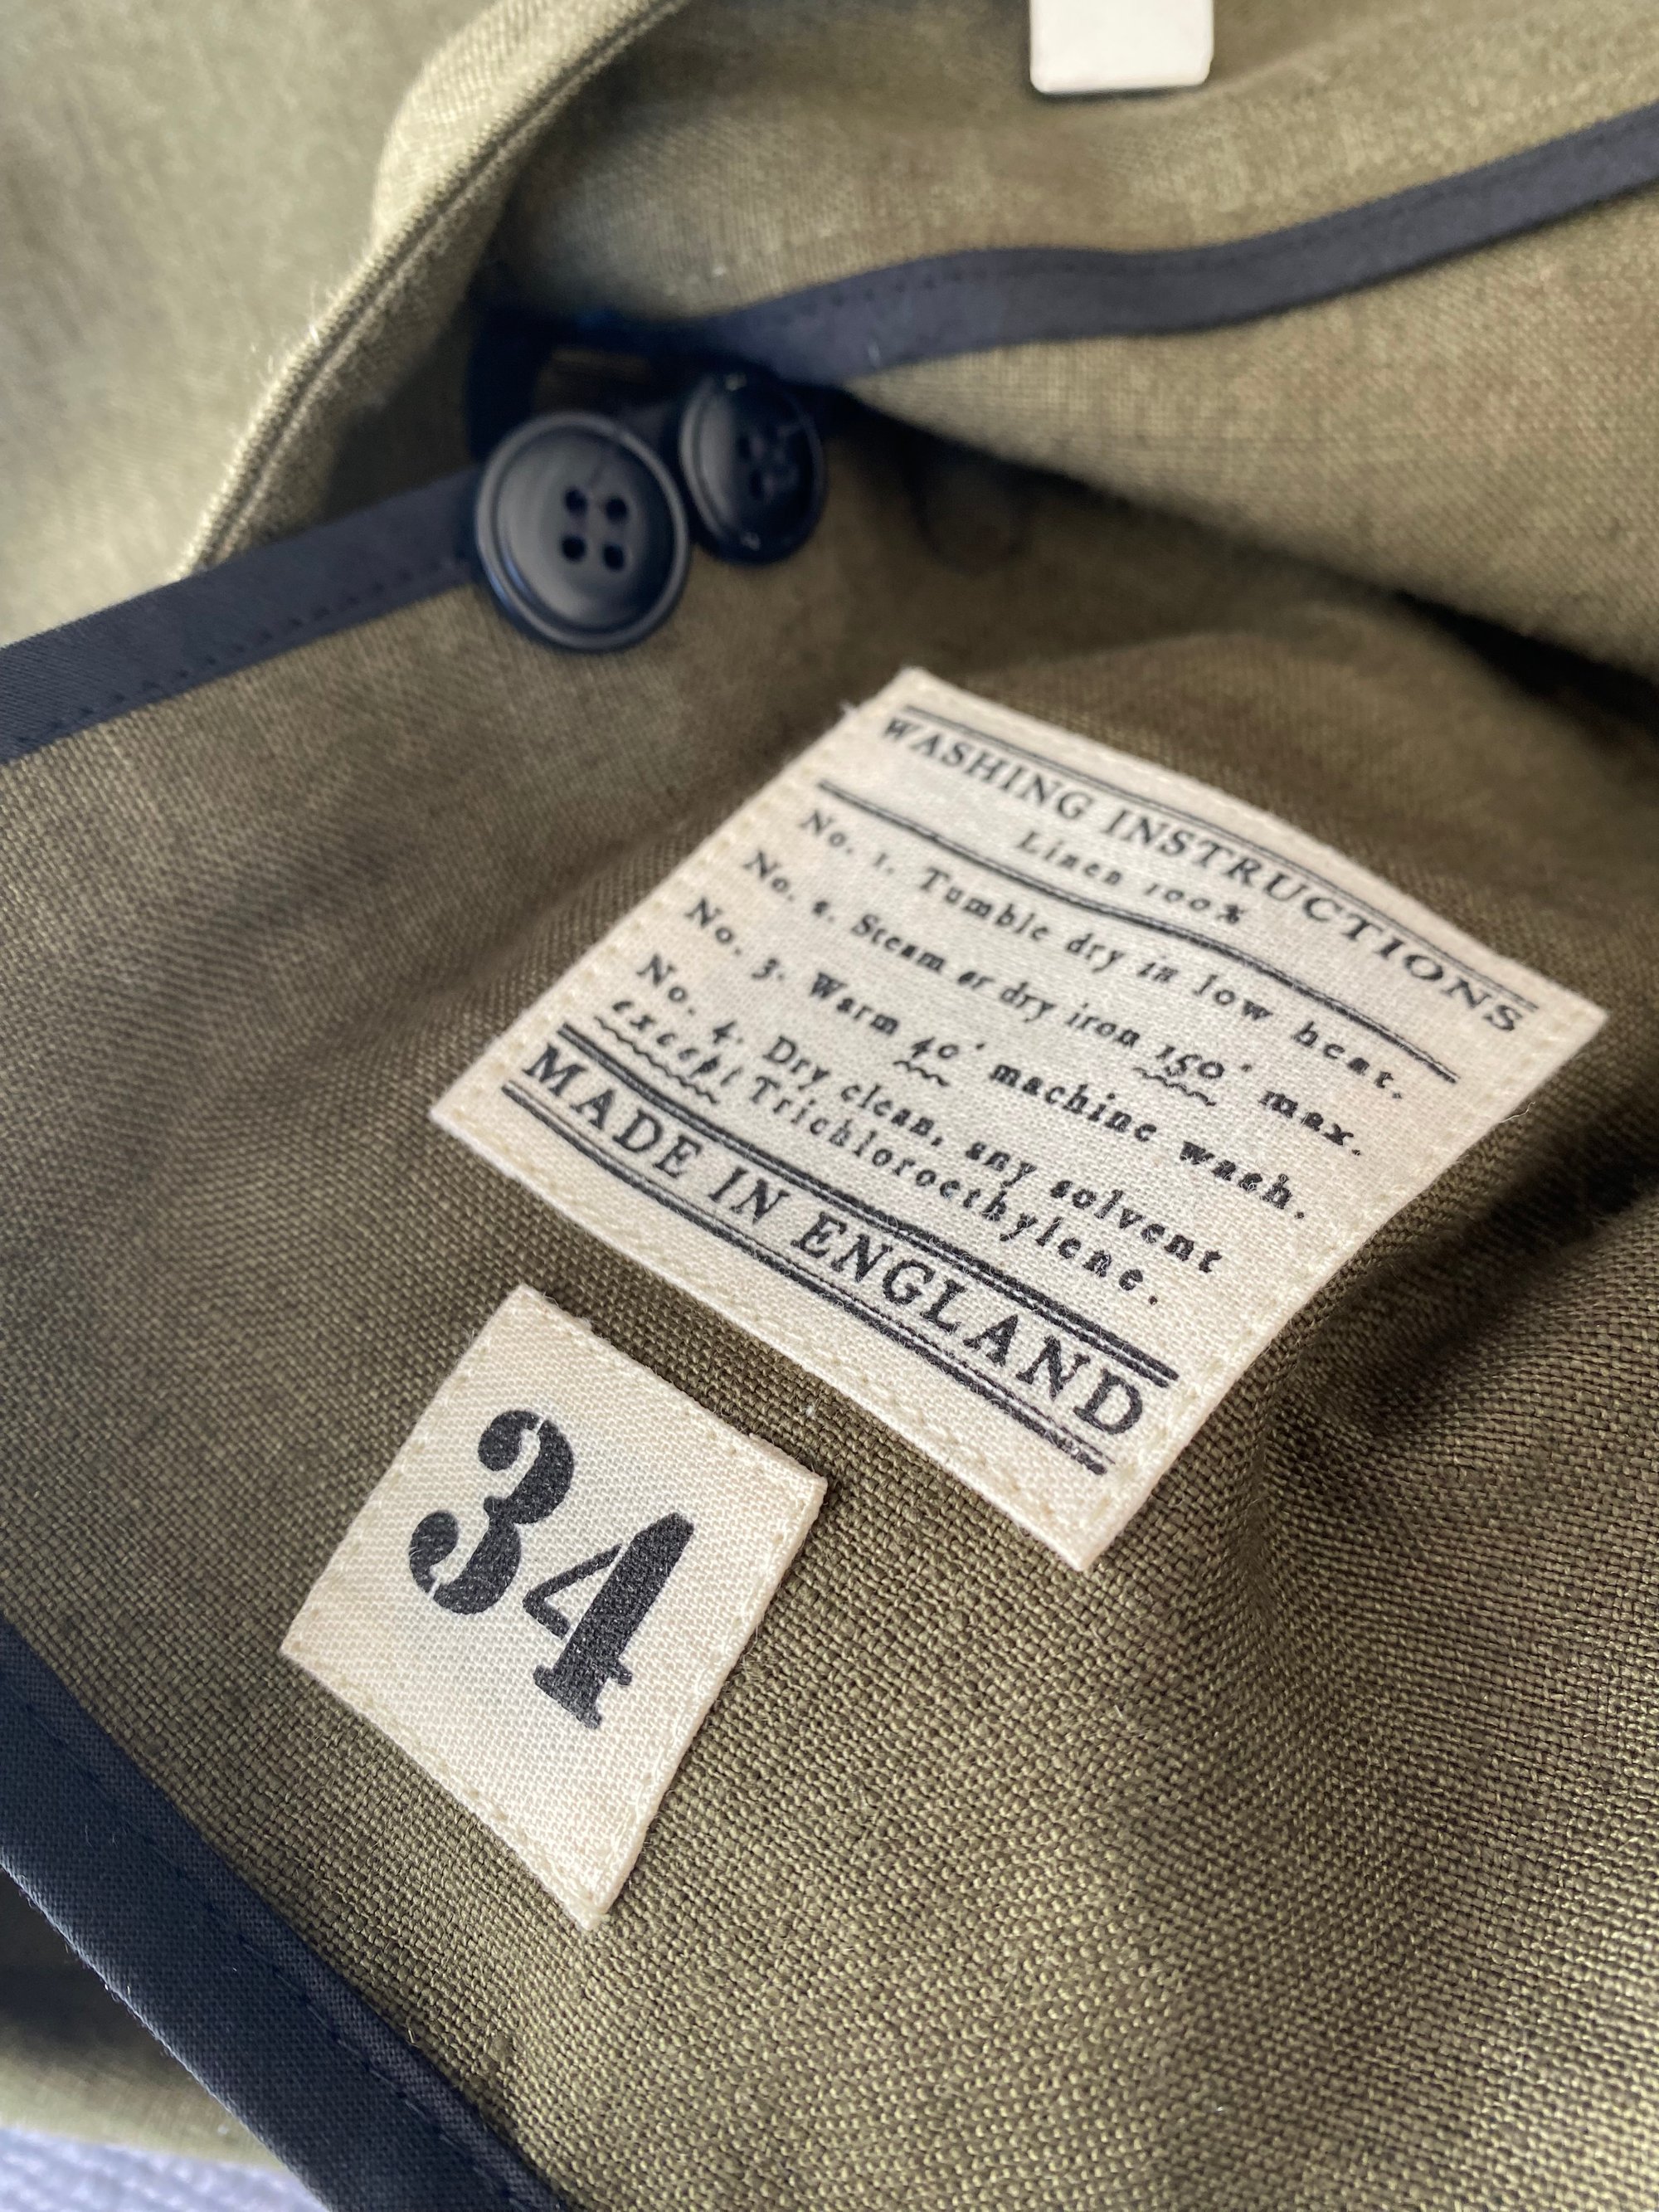 WASHING INSTRUCTIONS
Linen 100%
No. 1. Tumble dry in low heat.
No. 2. Steam or dry iron 150° max.
No. 3. Warm 40° machine wash.
No. 4. Dry clean, any solvent
except Trichloroethylene.
MADE IN ENGLAND
34